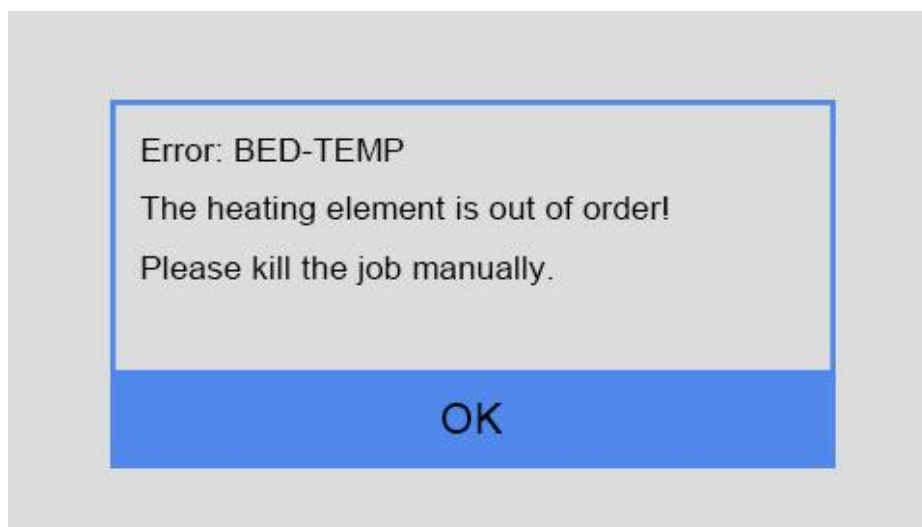 Error: BED-TEMP
The heating element is out of order!
Please kill the job manually.
OK